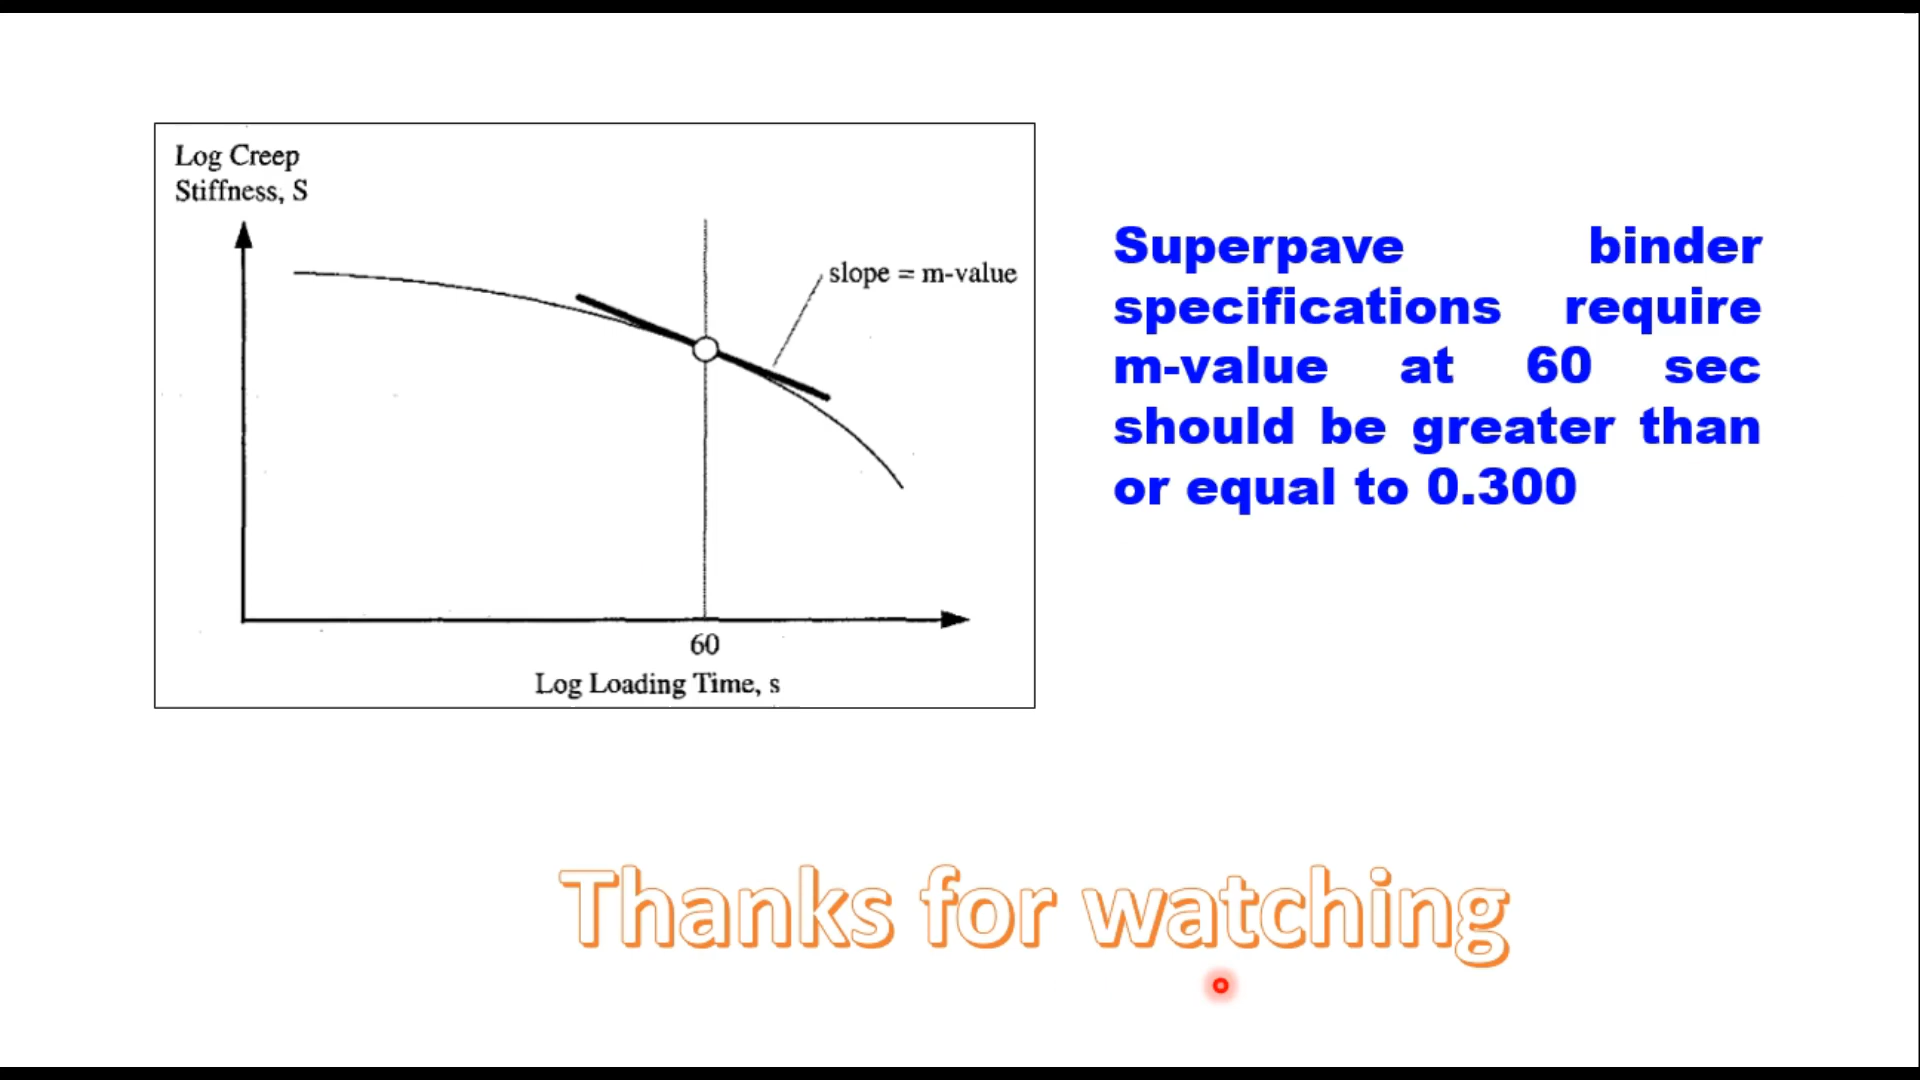 Log Creep
Stiffness, S
slope = m-value
60
Log Loading Time, s
Superpave binder
specifications require
m-value at 60 sec
should be greater than
or equal to 0.300
Thanks for watching